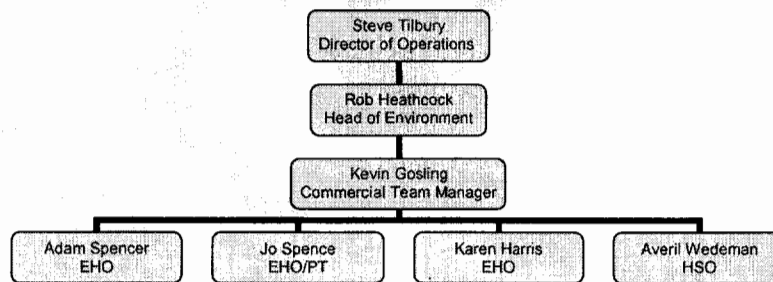 Steve Tilbury
Director of Operations
Rob Heathcock
Head of Environment
Kevin Gosling
Commercial Team Manager
Adam Spencer
EHO
Jo Spence
EHO/PT
Karen Harris
EHO
Averil Wedeman
HSO